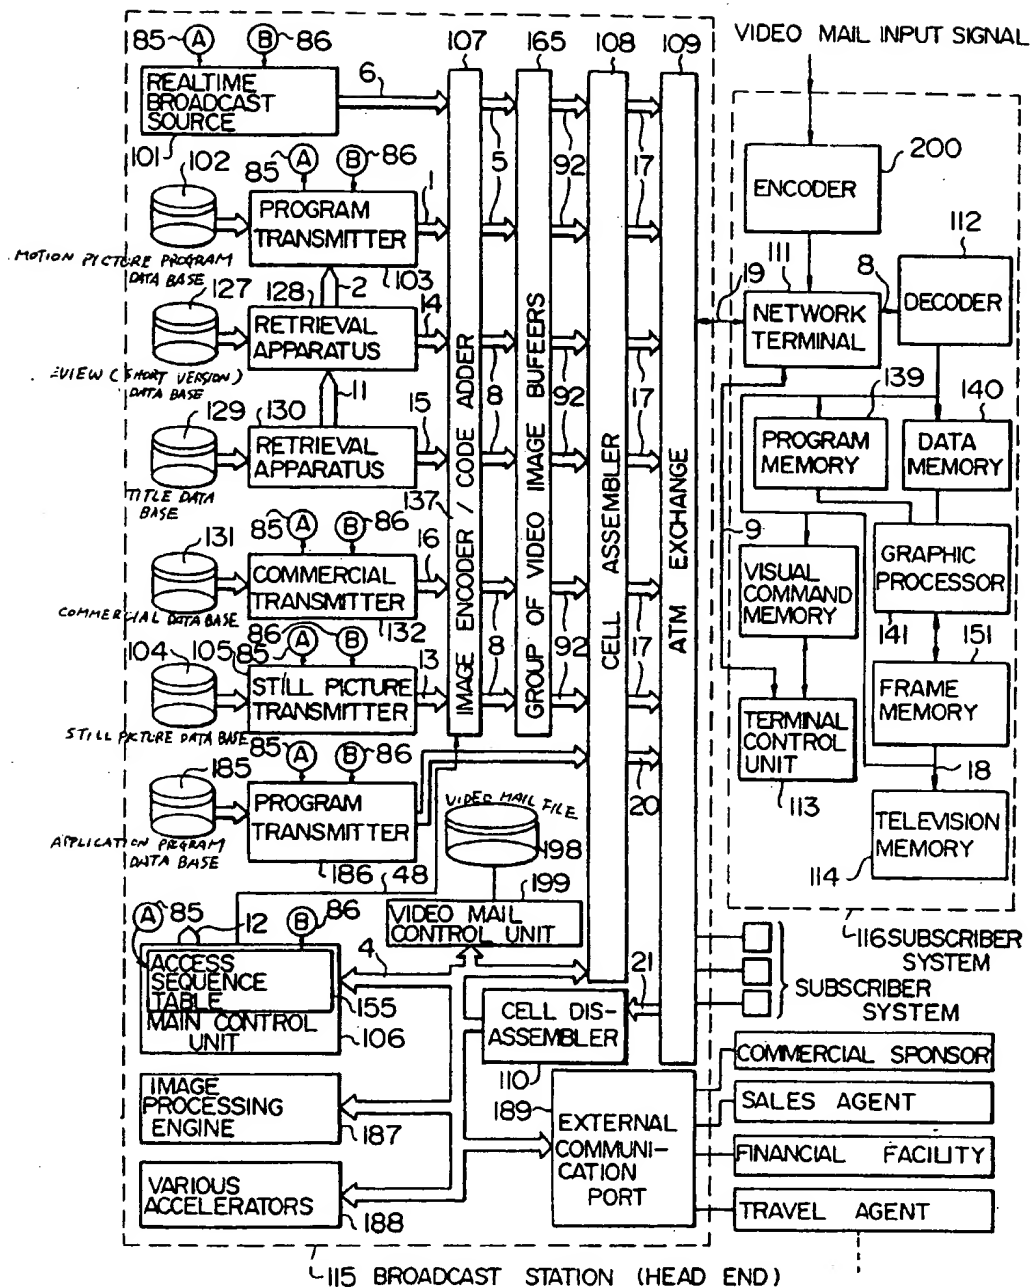 85 A B 86 107 165 108 109
VIDEO MAIL INPUT SIGNAL
REALTIME
BROADCAST
SOURCE
6
101
102
85 A B 86
PROGRAM
TRANSMITTER
1
5
92
17
MOTION PICTURE PROGRAM
DATA BASE
103
127
128
2
14
RETRIEVAL
APPARATUS
EVIEW (SHORT VERSION)
DATA BASE
11
8
92
17
129
130
15
RETRIEVAL
APPARATUS
TITLE DATA
BASE
137
131
85 A B 86
16
COMMERCIAL
TRANSMITTER
COMMERCIAL DATA BASE
132
8
92
17
104
105
85 A
86 B
13
STILL PICTURE
TRANSMITTER
STILL PICTURE DATA BASE
185
85 A B 86
PROGRAM
TRANSMITTER
APPLICATION PROGRAM
DATA BASE
186
48
20
IMAGE ENCODER / CODE ADDER
GROUP OF VIDEO IMAGE BUFEERS
CELL ASSEMBLER
ATM EXCHANGE
VIDEO MAIL FILE
198
199
VIDEO MAIL
CONTROL UNIT
A 85
12
B 86
4
ACCESS
SEQUENCE
TABLE
155
MAIN CONTROL
UNIT
106
21
CELL DIS-
ASSEMBLER
110
IMAGE
PROCESSING
ENGINE
187
VARIOUS
ACCELERATORS
188
189
EXTERNAL
COMMUNI-
CATION
PORT
115 BROADCAST STATION (HEAD END)
200
ENCODER
112
111
8
19
NETWORK
TERMINAL
DECODER
139
140
PROGRAM
MEMORY
DATA
MEMORY
9
VISUAL
COMMAND
MEMORY
GRAPHIC
PROCESSOR
141
151
FRAME
MEMORY
TERMINAL
CONTROL
UNIT
113
18
TELEVISION
MEMORY
114
116 SUBSCRIBER
SYSTEM
SUBSCRIBER
SYSTEM
COMMERCIAL SPONSOR
SALES AGENT
FINANCIAL FACILITY
TRAVEL AGENT